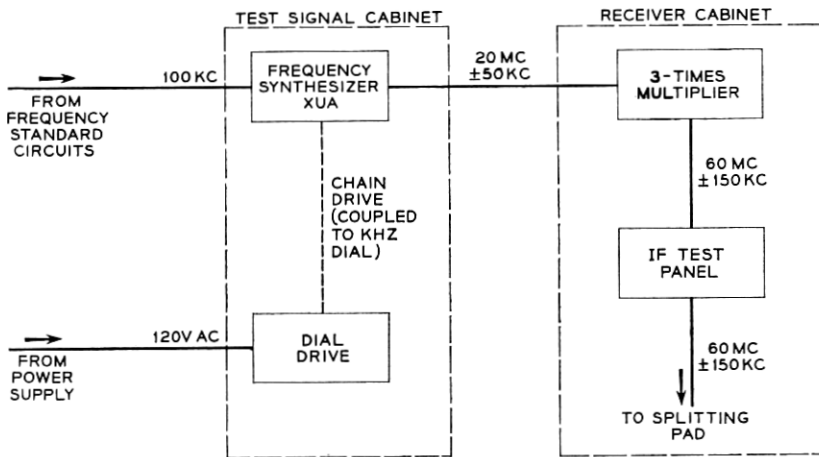 TEST SIGNAL CABINET
RECEIVER CABINET
100 KC
FROM
FREQUENCY
STANDARD
CIRCUITS
FREQUENCY
SYNTHESIZER
XUA
20 MC
±50 KC
3-TIMES
MULTIPLIER
CHAIN
DRIVE
(COUPLED
TO KHZ
DIAL)
60 MC
±150 KC
IF TEST
PANEL
120V AC
FROM
POWER
SUPPLY
DIAL
DRIVE
60 MC
±150 KC
TO SPLITTING
PAD